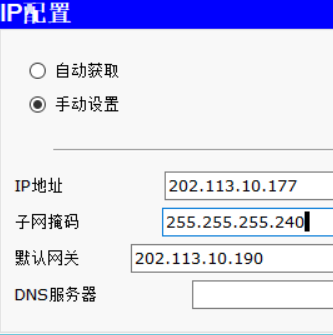 IP配置
自动获取
手动设置
IP地址 202.113.10.177
子网掩码 255.255.255.240
默认网关 202.113.10.190
DNS服务器